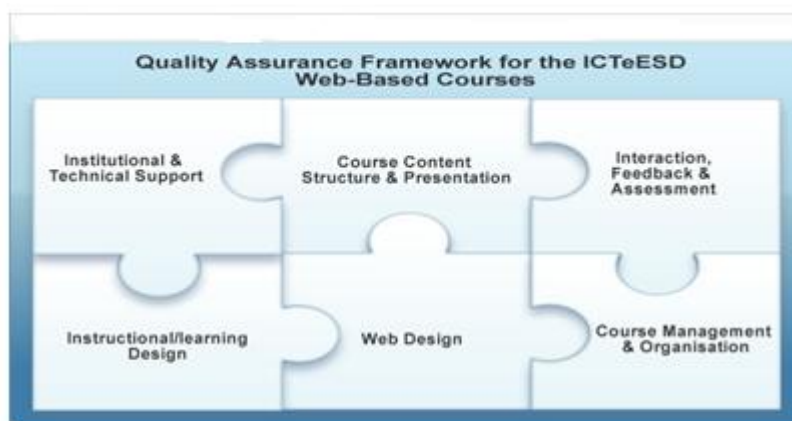 Quality Assurance Framework for the ICTeESD
Web-Based Courses
Institutional &
Technical Support
Course Content
Structure & Presentation
Interaction,
Feedback &
Assessment
Instructional/learning
Design
Web Design
Course Management
& Organisation